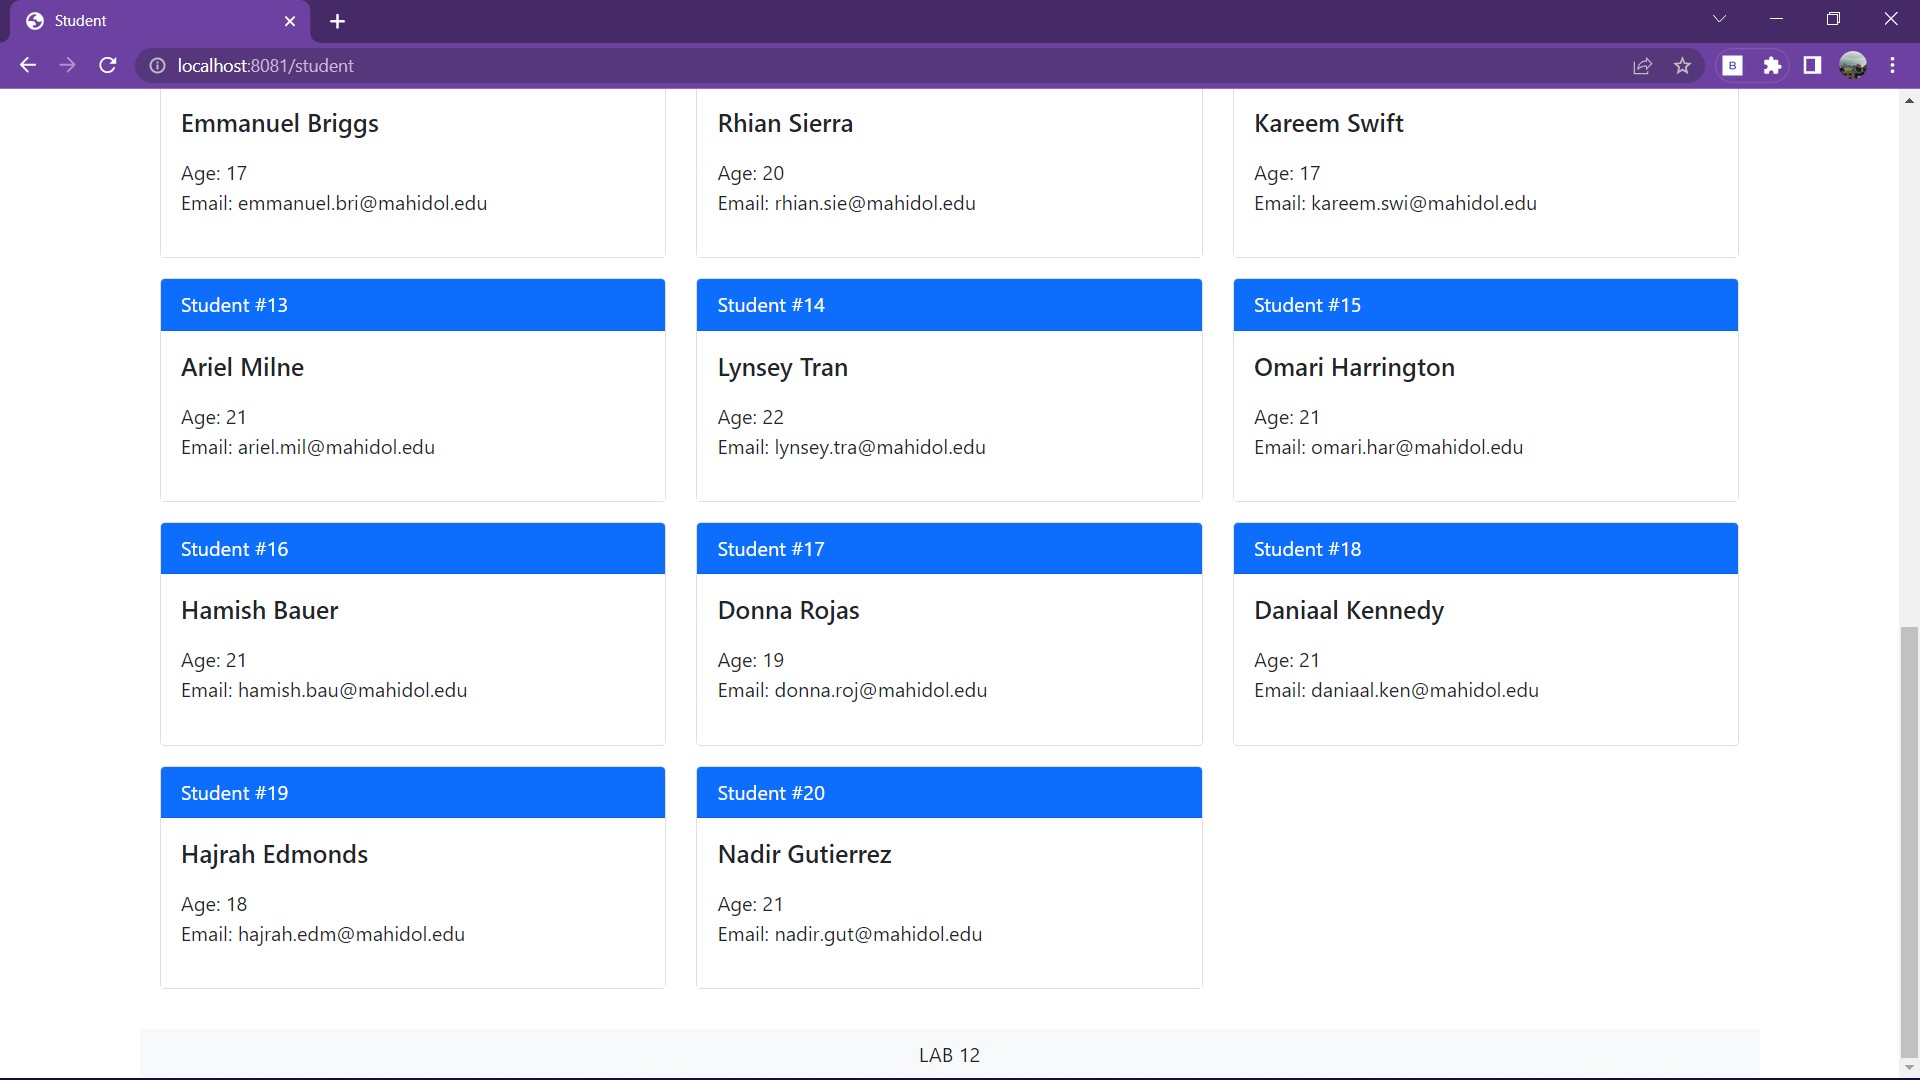 Student
localhost:8081/student
B
Emmanuel Briggs
Age: 17
Email: emmanuel.bri@mahidol.edu
Rhian Sierra
Age: 20
Email: rhian.sie@mahidol.edu
Kareem Swift
Age: 17
Email: kareem.swi@mahidol.edu
Student #13
Ariel Milne
Age: 21
Email: ariel.mil@mahidol.edu
Student #14
Lynsey Tran
Age: 22
Email: lynsey.tra@mahidol.edu
Student #15
Omari Harrington
Age: 21
Email: omari.har@mahidol.edu
Student #16
Hamish Bauer
Age: 21
Email: hamish.bau@mahidol.edu
Student #17
Donna Rojas
Age: 19
Email: donna.roj@mahidol.edu
Student #18
Daniaal Kennedy
Age: 21
Email: daniaal.ken@mahidol.edu
Student #19
Hajrah Edmonds
Age: 18
Email: hajrah.edm@mahidol.edu
Student #20
Nadir Gutierrez
Age: 21
Email: nadir.gut@mahidol.edu
LAB 12